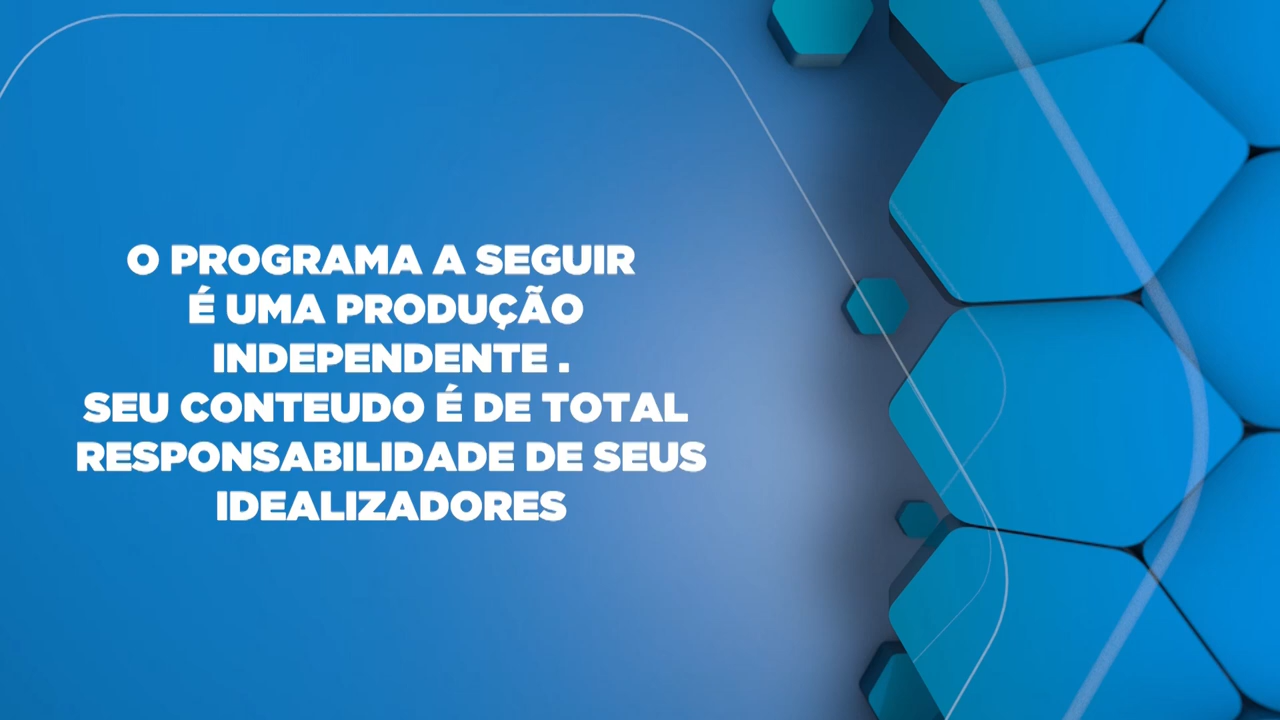 O PROGRAMA A SEGUIR
É UMA PRODUÇÃO
INDEPENDENTE .
SEU CONTEUDO É DE TOTAL
RESPONSABILIDADE DE SEUS
IDEALIZADORES